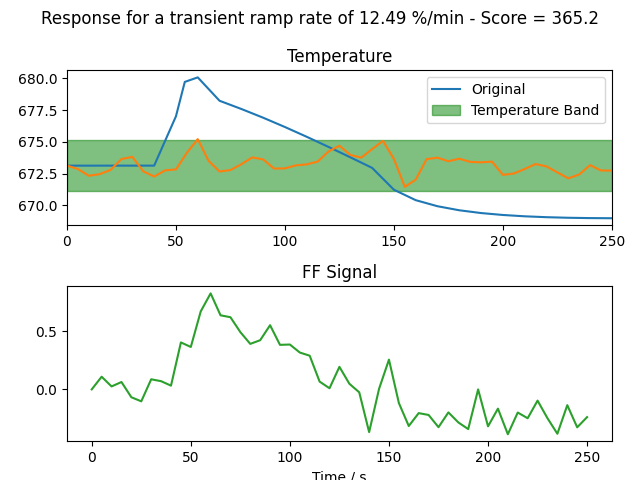 Response for a transient ramp rate of 12.49 %/min - Score = 365.2
Temperature
680.0
677.5
675.0
672.5
670.0
Original
Temperature Band
0 50 100 150 200 250
FF Signal
0.5
0.0
0 50 100 150 200 250
Time / s